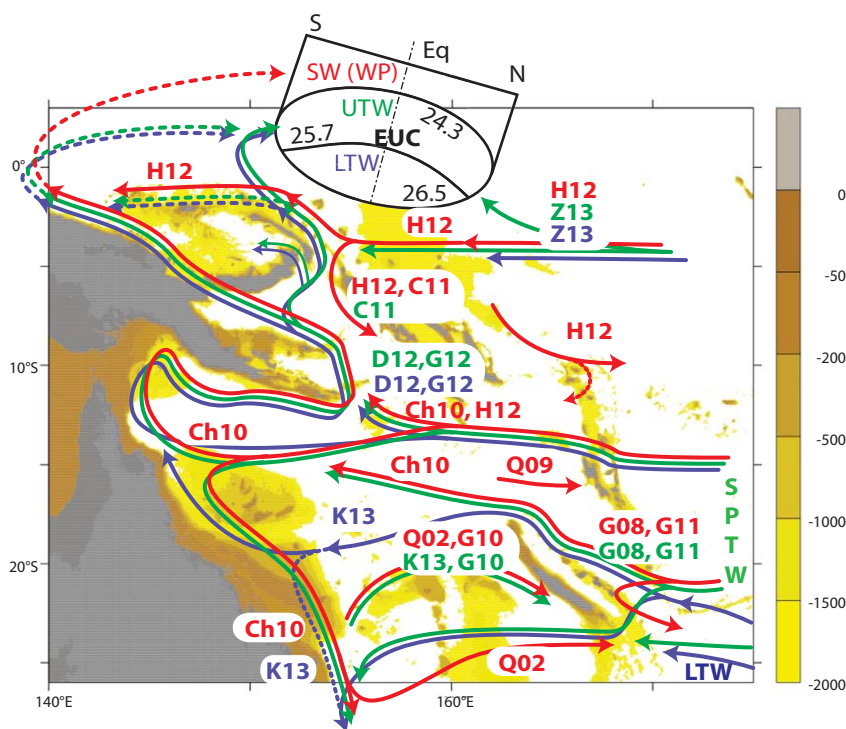 S
Eq
N
SW (WP)
UTW
24.3
25.7
EUC
LTW
26.5
0°
H12
H12
H12
Z13
Z13
H12, C11
C11
H12
10°S
D12,G12
D12,G12
Ch10, H12
Ch10
Ch10
Q09
S
P
T
W
K13
Q02,G10
K13, G10
G08, G11
G08, G11
20°S
Ch10
K13
Q02
LTW
140°E
160°E
0
-50
-200
-500
-1000
-1500
-2000